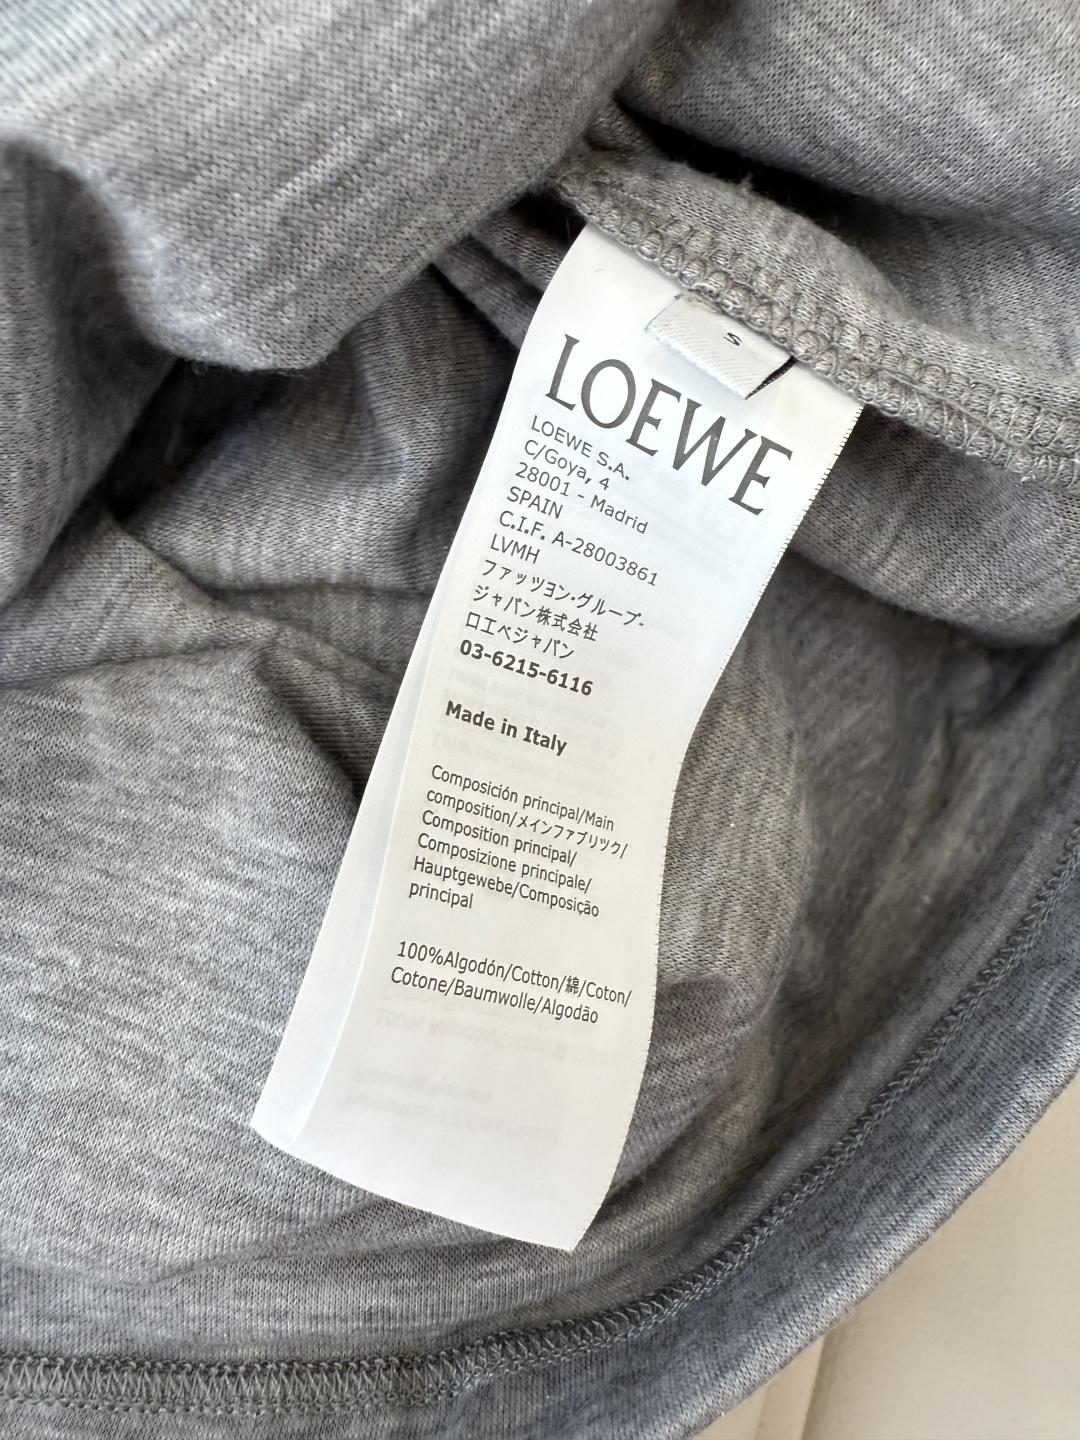 S
LOEWE
LOEWE S.A.
C/Goya, 4
28001 - Madrid
SPAIN
C.I.F. A-28003861
LVMH
ファッツヨン・グループ・
ジャパン株式会社
ロエベジャパン
03-6215-6116
Made in Italy
Composición principal/Main
composition/メインファブリック/
Composition principal/
Composizione principale/
Hauptgewebe/Composição
principal
100%Algodón/Cotton/綿/Coton/
Cotone/Baumwolle/Algodão